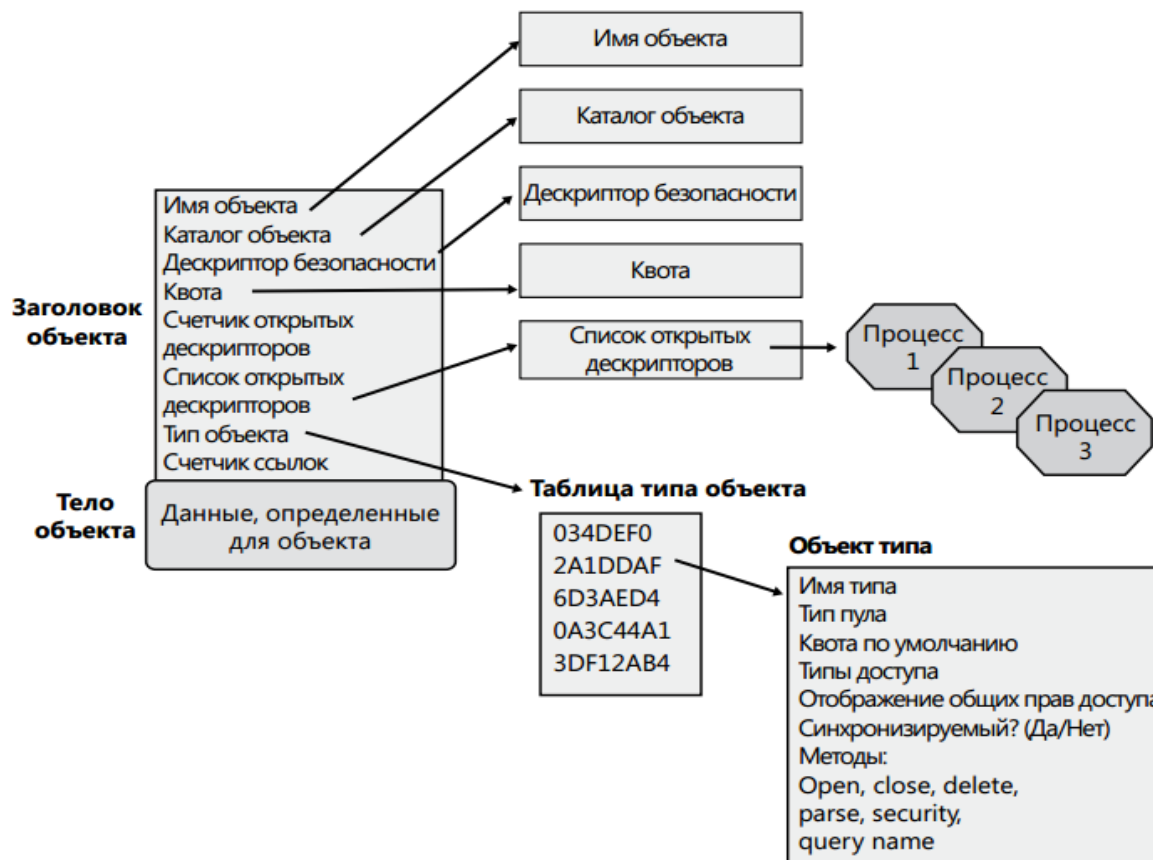 Имя объекта
Каталог объекта
Дескриптор безопасности
Квота
Список открытых
дескрипторов
Процесс
1
Процесс
2
Процесс
3
Заголовок
объекта
Имя объекта
Каталог объекта
Дескриптор безопасности
Квота
Счетчик открытых
дескрипторов
Список открытых
дескрипторов
Тип объекта
Счетчик ссылок
Тело
объекта
Данные, определенные
для объекта
Таблица типа объекта
034DEF0
2A1DDAF
6D3AED4
0A3C44A1
3DF12AB4
Объект типа
Имя типа
Тип пула
Квота по умолчанию
Типы доступа
Отображение общих прав доступа
Синхронизируемый? (Да/Нет)
Методы:
Open, close, delete,
parse, security,
query name